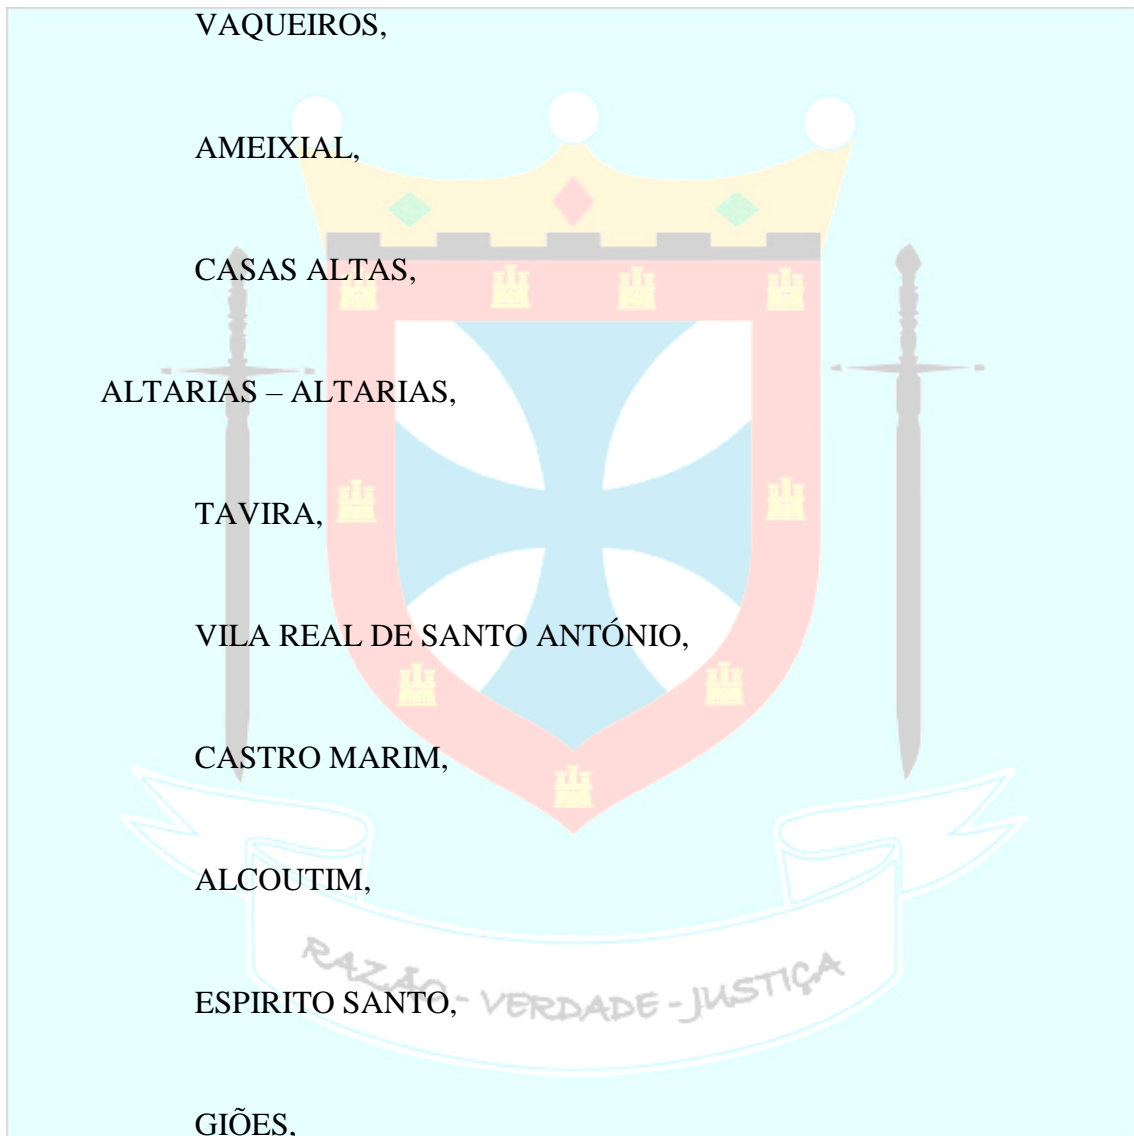 VAQUEIROS,
AMEIXIAL,
CASAS ALTAS,
ALTARIAS – ALTARIAS,
TAVIRA,
VILA REAL DE SANTO ANTÓNIO,
CASTRO MARIM,
ALCOUTIM,
ESPIRITO SANTO,
RAZÃO - VERDADE - JUSTIÇA
GIÕES,